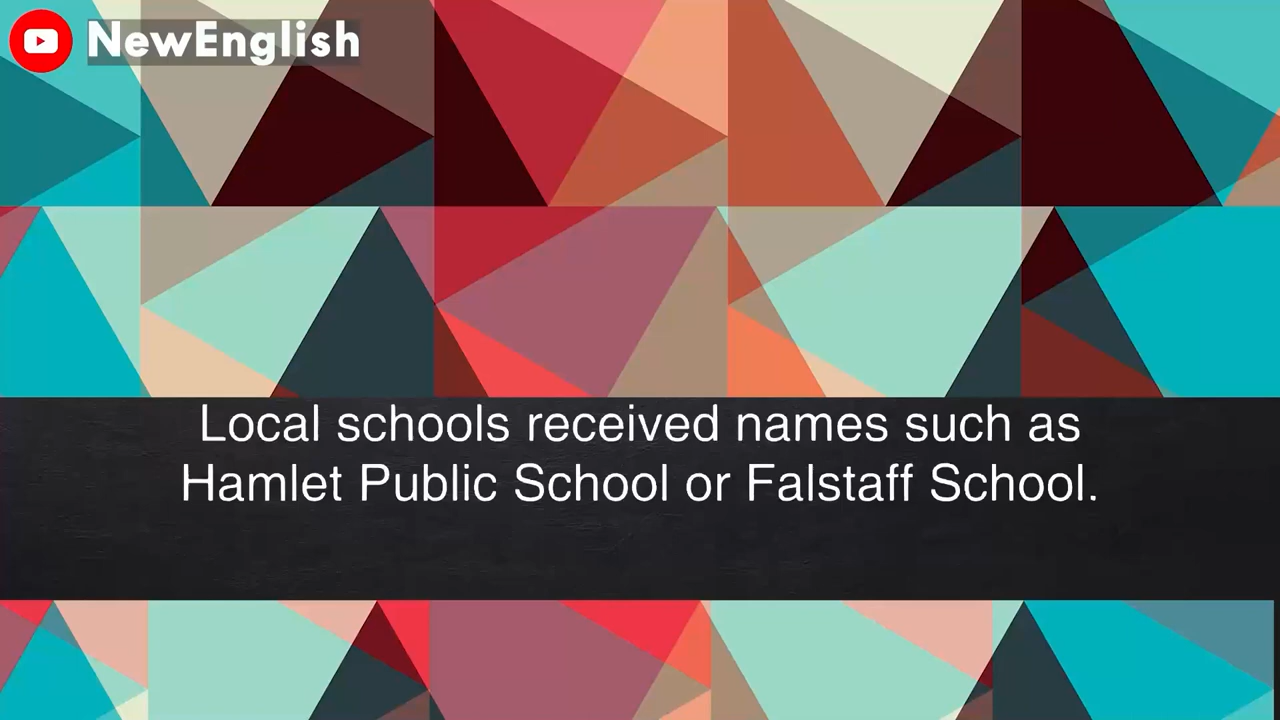 NewEnglish
Local schools received names such as
Hamlet Public School or Falstaff School.